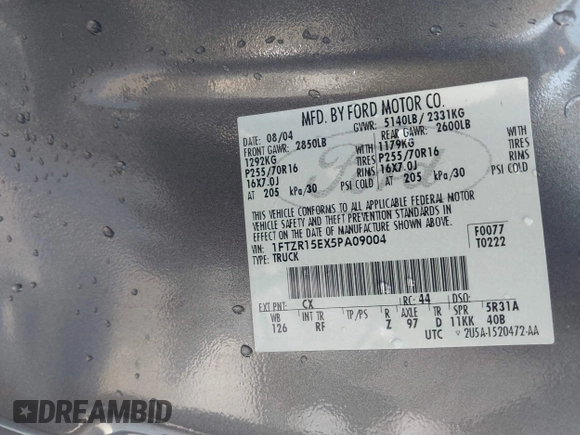 MFD. BY FORD MOTOR CO.
DATE 08/04 GVWR: 5140LB/ 2331KG
FRONT GAWR: 2850LB REAR GAWR: 2600LB
1292KG WITH 1179KG WITH
P255/70R16 TIRES P255/70R16 TIRES
16X7.0J RIMS 16X7.0J RIMS
AT 205 kPa/30 PSI COLD AT 205 kPa/30 PSI COLD
THIS VEHICLE CONFORMS TO ALL APPLICABLE FEDERAL MOTOR
VEHICLE SAFETY AND THEFT PREVENTION STANDARDS IN
EFFECT ON THE DATE OF MANUFACTURE SHOWN ABOVE.
VIN: 1FTZR15EX5PA09004 F0077
TYPE: TRUCK T0222
EXT PNT: CX RC: 44 DSO:
WB INT TR TP/PS R AXLE TR SPR 5R31A
126 RF Z 97 D 11KK 40B
UTC ▽2U5A-1520472-AA
Ford
DREAMBID